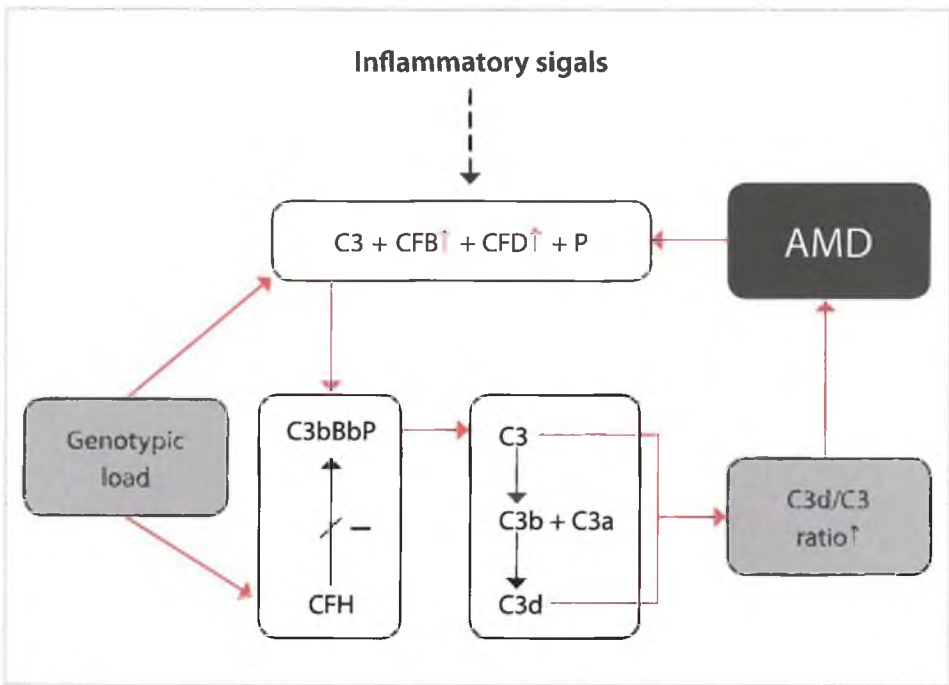 Inflammatory sigals
C3 + CFB↑ + CFD↑ + P
AMD
Genotypic
load
C3bBbP
–
CFH
C3
C3b + C3a
C3d
C3d/C3
ratio↑